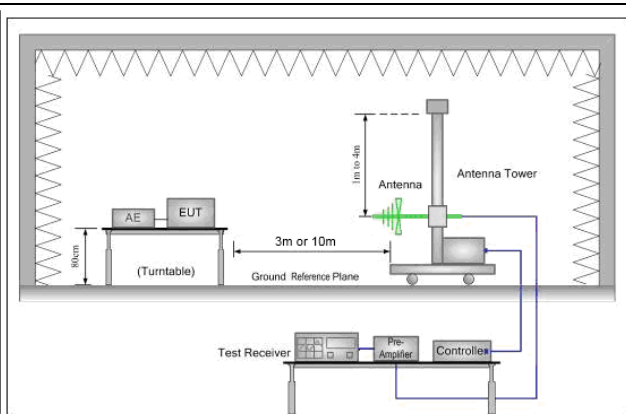 1m to 4m
Antenna
Antenna Tower
AE
EUT
80cm
(Turntable)
3m or 10m
Ground Reference Plane
Test Receiver
Pre-
Amplifier
Controlle